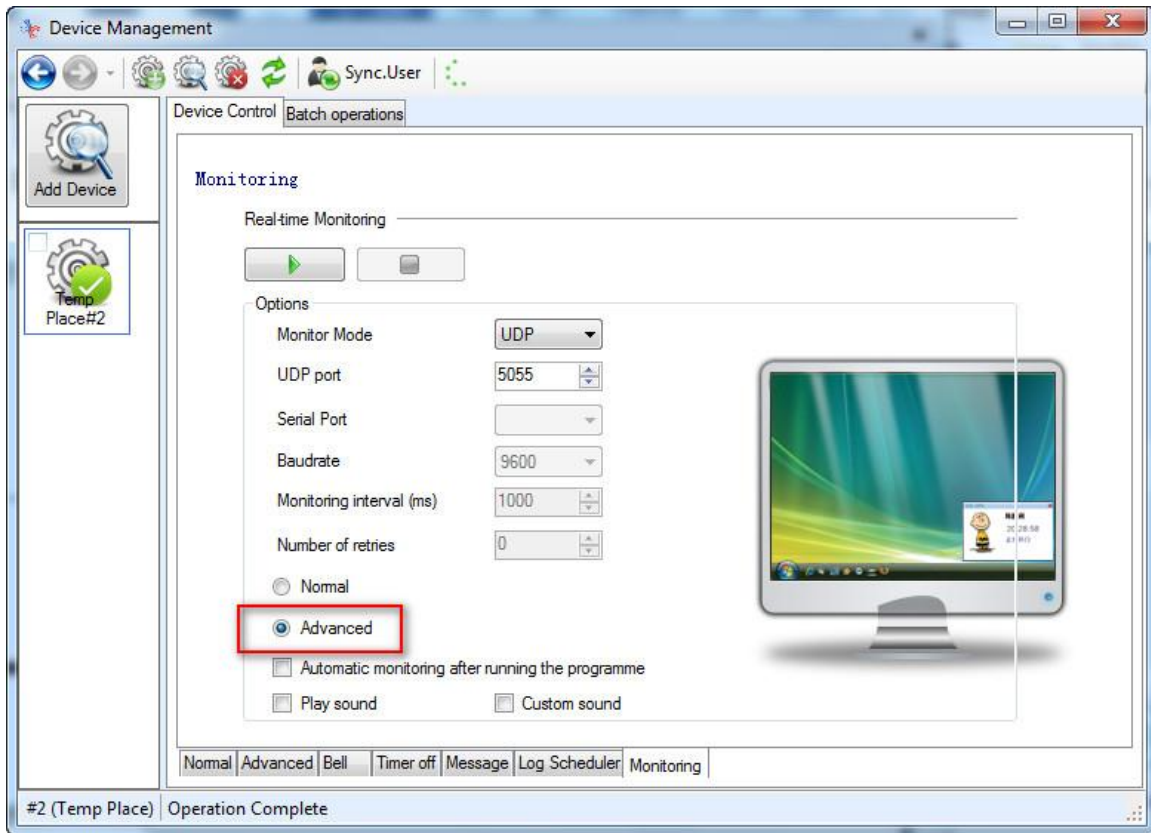 Device Management
Sync.User
Device Control Batch operations
Add Device
Temp
Place#2
Monitoring
Real-time Monitoring
Options
Monitor Mode UDP
UDP port 5055
Serial Port
Baudrate 9600
Monitoring interval (ms) 1000
Number of retries 0
Normal
Advanced
Automatic monitoring after running the programme
Play sound Custom sound
Normal Advanced Bell Timer off Message Log Scheduler Monitoring
#2 (Temp Place) Operation Complete